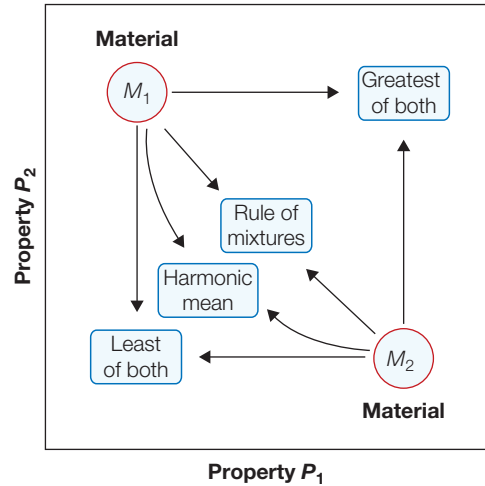 Material
M1
Greatest
of both
Property P2
Rule of
mixtures
Harmonic
mean
Least
of both
M2
Material
Property P1